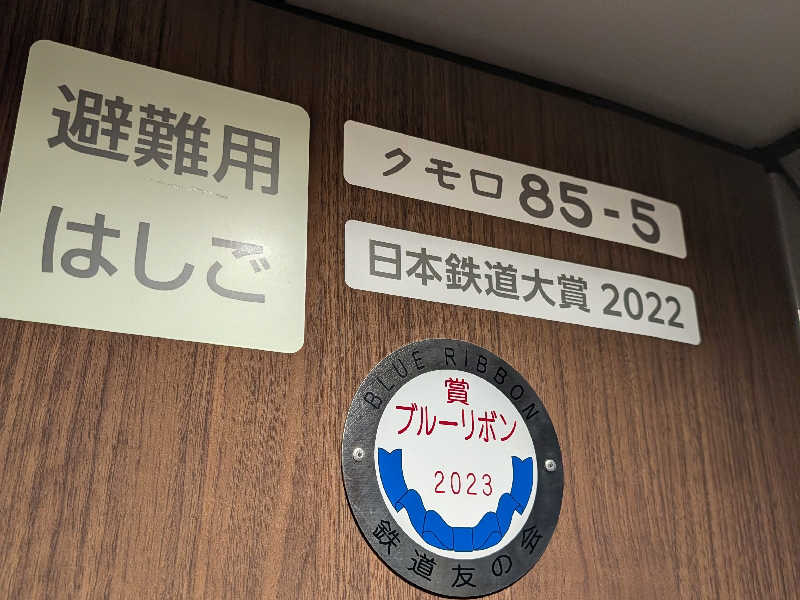 避難用
はしご
クモロ 85-5
日本鉄道大賞 2022
BLUE RIBBON
賞
ブルーリボン
2023
鉄道友の会